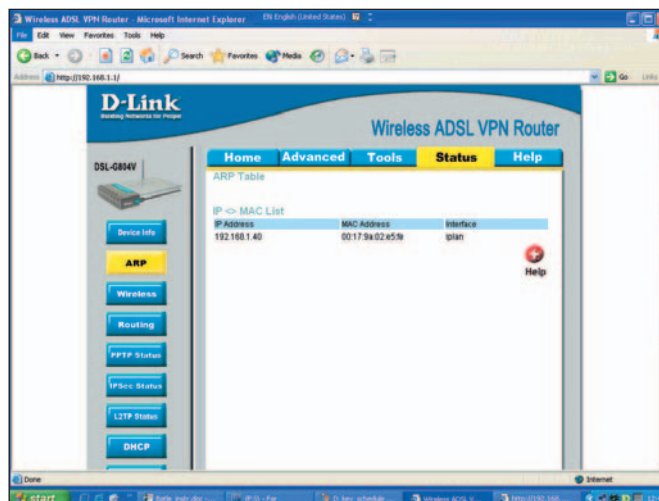 Wireless ADSL VPN Router - Microsoft Internet Explorer
EN English (United States)
File Edit View Favorites Tools Help
Back Search Favorites Media
Address http://192.168.1.1/ Go Links
D-Link
Building Networks for People
Wireless ADSL VPN Router
DSL-G804V
Home Advanced Tools Status Help
ARP Table
IP <> MAC List
IP Address MAC Address Interface
192.168.1.40 00:17:9a:02:e5:fe iplan
Help
Device Info
ARP
Wireless
Routing
PPTP Status
IPSec Status
L2TP Status
DHCP
Done Internet
start Wireless ADSL V... http://192.168....